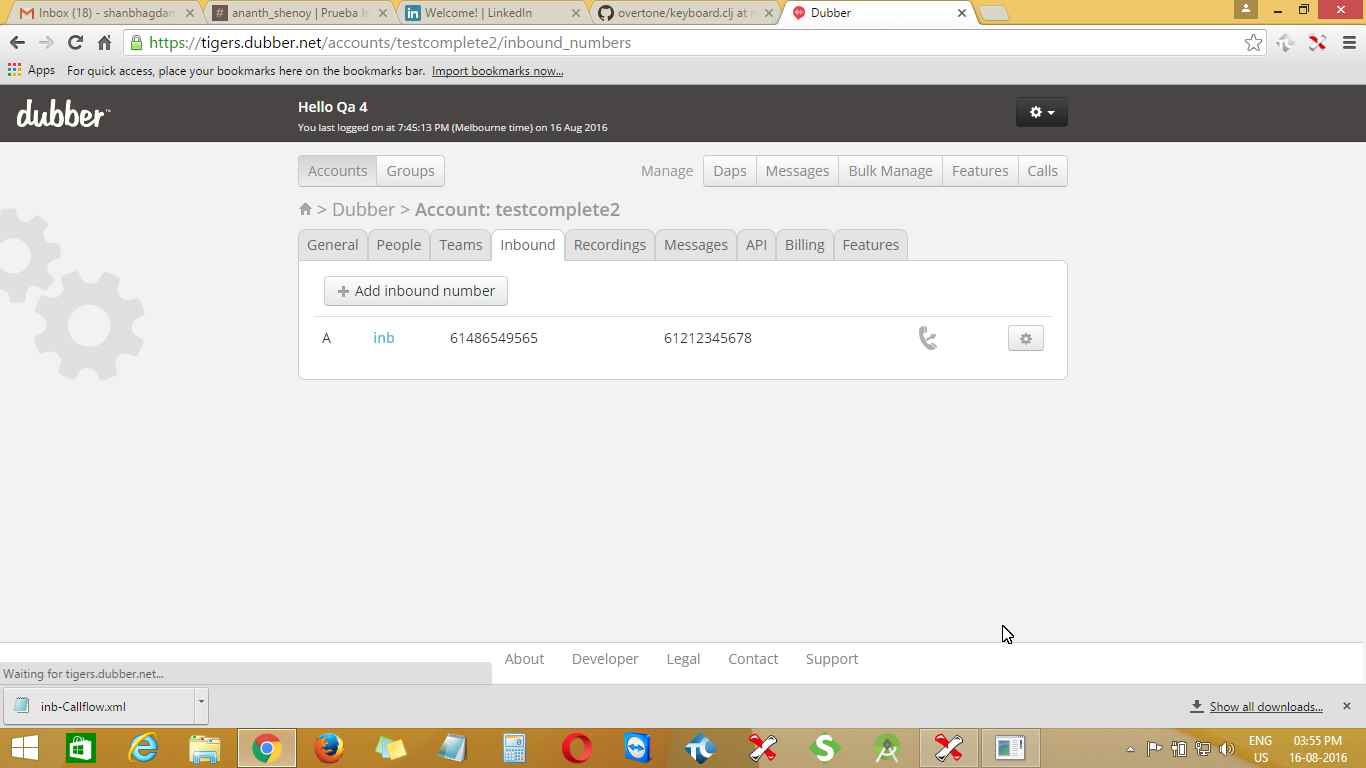 Inbox (18) - shanbhagdan
ananth_shenoy | Prueba I
Welcome! | LinkedIn
overtone/keyboard.clj at
Dubber
https://tigers.dubber.net/accounts/testcomplete2/inbound_numbers
Apps For quick access, place your bookmarks here on the bookmarks bar. Import bookmarks now...
dubber™
Hello Qa 4
You last logged on at 7:45:13 PM (Melbourne time) on 16 Aug 2016
Accounts Groups Manage Daps Messages Bulk Manage Features Calls
> Dubber > Account: testcomplete2
General People Teams Inbound Recordings Messages API Billing Features
+ Add inbound number
A inb 61486549565 61212345678
About Developer Legal Contact Support
Waiting for tigers.dubber.net...
inb-Callflow.xml
Show all downloads...
ENG 03:55 PM
US 16-08-2016